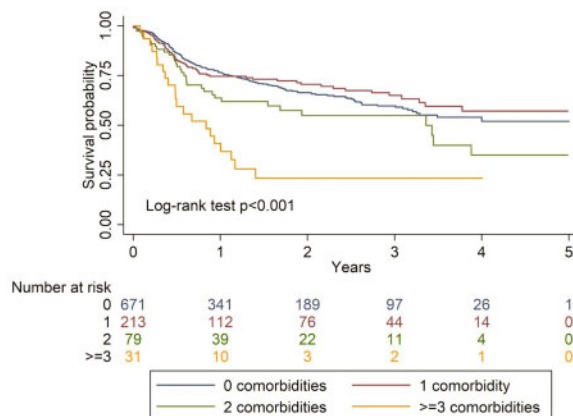 1.00
0.75
0.50
0.25
0.00
Survival probability
Log-rank test p<0.001
0 1 2 3 4 5
Years
Number at risk
0 671 341 189 97 26 1
1 213 112 76 44 14 0
2 79 39 22 11 4 0
>=3 31 10 3 2 1 0
0 comorbidities 1 comorbidity
2 comorbidities >=3 comorbidities